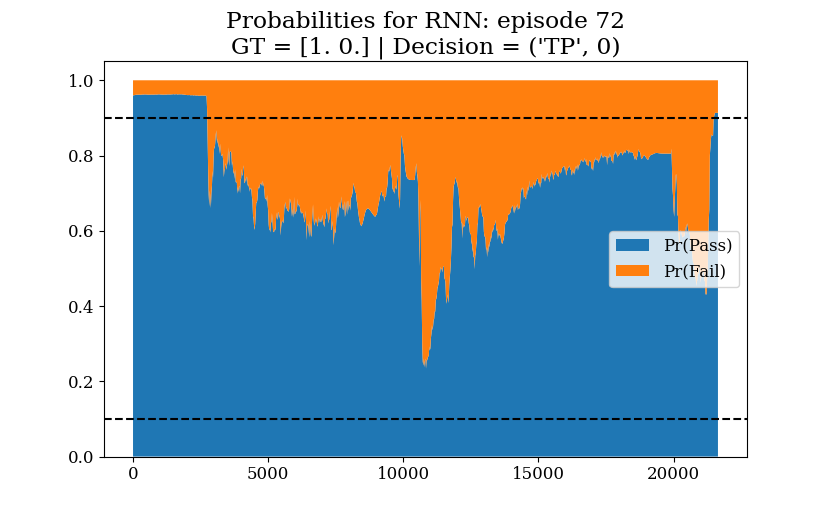 Probabilities for RNN: episode 72
GT = [1. 0.] | Decision = ('TP', 0)
1.0
0.8
0.6
0.4
0.2
0.0
Pr(Pass)
Pr(Fail)
0
5000
10000
15000
20000